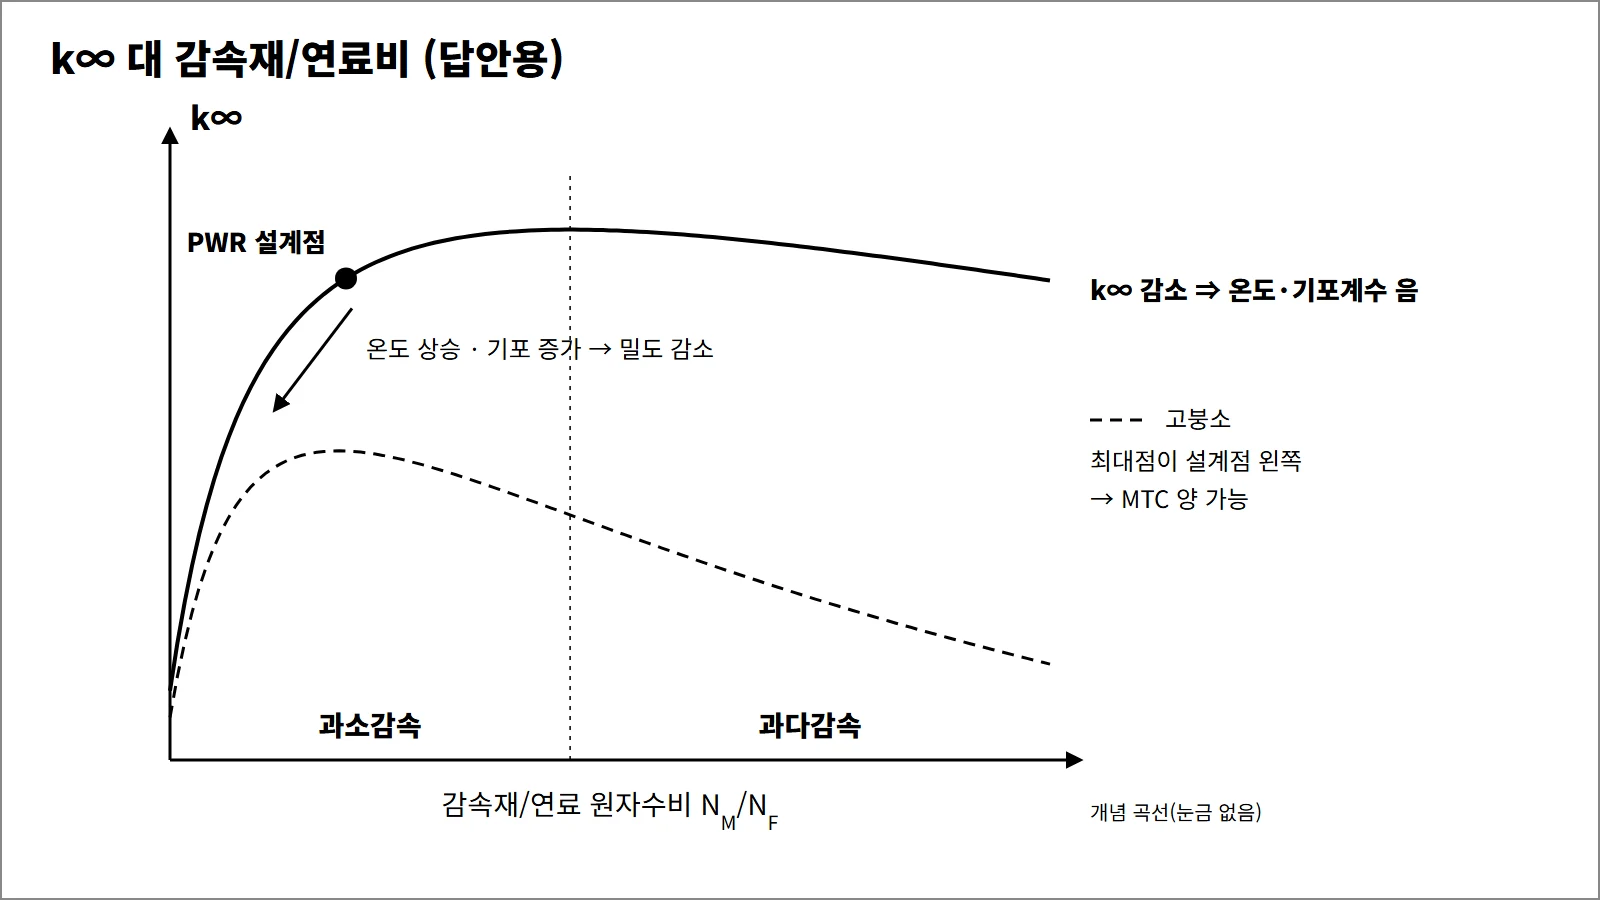 k∞ 대 감속재/연료비 (답안용)
k∞
PWR 설계점
k∞ 감소 ⇒ 온도·기포계수 음
온도 상승 · 기포 증가 → 밀도 감소
고붕소
최대점이 설계점 왼쪽
→ MTC 양 가능
과소감속
과다감속
감속재/연료 원자수비 N_M/N_F
개념 곡선(눈금 없음)